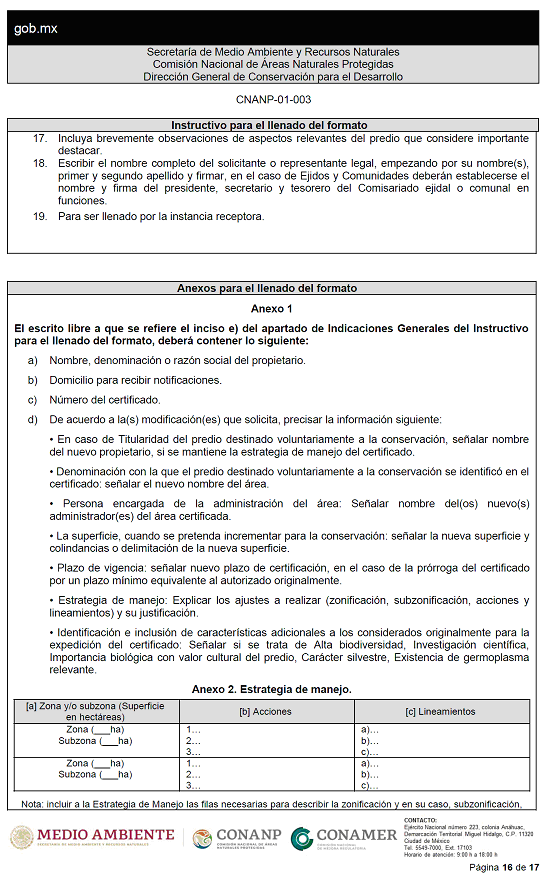 gob.mx
Secretaría de Medio Ambiente y Recursos Naturales
Comisión Nacional de Áreas Naturales Protegidas
Dirección General de Conservación para el Desarrollo
CNANP-01-003
Instructivo para el llenado del formato
17. Incluya brevemente observaciones de aspectos relevantes del predio que considere importante
destacar.
18. Escribir el nombre completo del solicitante o representante legal, empezando por su nombre(s),
primer y segundo apellido y firmar, en el caso de Ejidos y Comunidades deberán establecerse el
nombre y firma del presidente, secretario y tesorero del Comisariado ejidal o comunal en
funciones.
19. Para ser llenado por la instancia receptora.
Anexos para el llenado del formato
Anexo 1
El escrito libre a que se refiere el inciso e) del apartado de Indicaciones Generales del Instructivo
para el llenado del formato, deberá contener lo siguiente:
a) Nombre, denominación o razón social del propietario.
b) Domicilio para recibir notificaciones.
c) Número del certificado.
d) De acuerdo a la(s) modificación(es) que solicita, precisar la información siguiente:
• En caso de Titularidad del predio destinado voluntariamente a la conservación, señalar nombre
del nuevo propietario, si se mantiene la estrategia de manejo del certificado.
• Denominación con la que el predio destinado voluntariamente a la conservación se identificó en el
certificado: señalar el nuevo nombre del área.
• Persona encargada de la administración del área: Señalar nombre del(os) nuevo(s)
administrador(es) del área certificada.
• La superficie, cuando se pretenda incrementar para la conservación: señalar la nueva superficie y
colindancias o delimitación de la nueva superficie.
• Plazo de vigencia: señalar nuevo plazo de certificación, en el caso de la prórroga del certificado
por un plazo mínimo equivalente al autorizado originalmente.
• Estrategia de manejo: Explicar los ajustes a realizar (zonificación, subzonificación, acciones y
lineamientos) y su justificación.
• Identificación e inclusión de características adicionales a los considerados originalmente para la
expedición del certificado: Señalar si se trata de Alta biodiversidad, Investigación científica,
Importancia biológica con valor cultural del predio, Carácter silvestre, Existencia de germoplasma
relevante.
Anexo 2. Estrategia de manejo.
[a] Zona y/o subzona (Superficie
en hectáreas) [b] Acciones [c] Lineamientos
Zona (___ha) 1… a)…
Subzona (___ha) 2… b)…
3… c)…
Zona (___ha) 1… a)…
Subzona (___ha) 2… b)…
3… c)…
Nota: incluir a la Estrategia de Manejo las filas necesarias para describir la zonificación y en su caso, subzonificación,
MEDIO AMBIENTE
SECRETARÍA DE MEDIO AMBIENTE Y RECURSOS NATURALES
CONANP
COMISIÓN NACIONAL DE ÁREAS
NATURALES PROTEGIDAS
CONAMER
COMISIÓN NACIONAL
DE MEJORA REGULATORIA
CONTACTO:
Ejército Nacional número 223, colonia Anáhuac,
Demarcación Territorial Miguel Hidalgo, C.P. 11320
Ciudad de México
Tel. 5549-7000, Ext. 17103
Horario de atención: 9:00 h a 18:00 h
Página 16 de 17